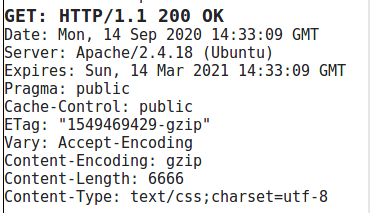 GET: HTTP/1.1 200 OK
Date: Mon, 14 Sep 2020 14:33:09 GMT
Server: Apache/2.4.18 (Ubuntu)
Expires: Sun, 14 Mar 2021 14:33:09 GMT
Pragma: public
Cache-Control: public
ETag: "1549469429-gzip"
Vary: Accept-Encoding
Content-Encoding: gzip
Content-Length: 6666
Content-Type: text/css;charset=utf-8